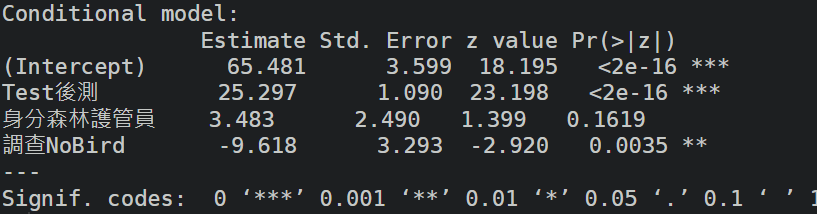 Conditional model:
Estimate Std. Error z value Pr(>|z|)
(Intercept) 65.481 3.599 18.195 <2e-16 ***
Test後測 25.297 1.090 23.198 <2e-16 ***
身分森林護管員 3.483 2.490 1.399 0.1619
調查NoBird -9.618 3.293 -2.920 0.0035 **
---
Signif. codes: 0 ‘***’ 0.001 ‘**’ 0.01 ‘*’ 0.05 ‘.’ 0.1 ‘ ’ 1